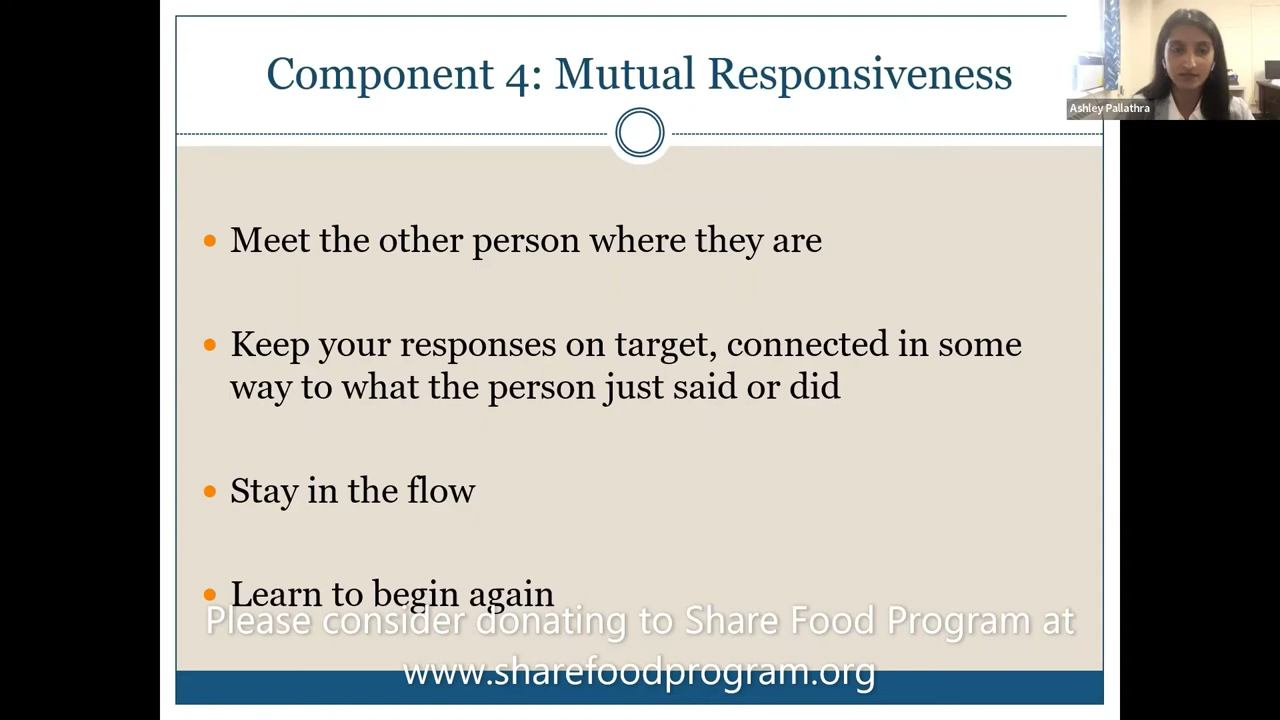 Component 4: Mutual Responsiveness
Ashley Pallathra
Meet the other person where they are
Keep your responses on target, connected in some
way to what the person just said or did
Stay in the flow
Learn to begin again
Please consider donating to Share Food Program at
www.sharefoodprogram.org